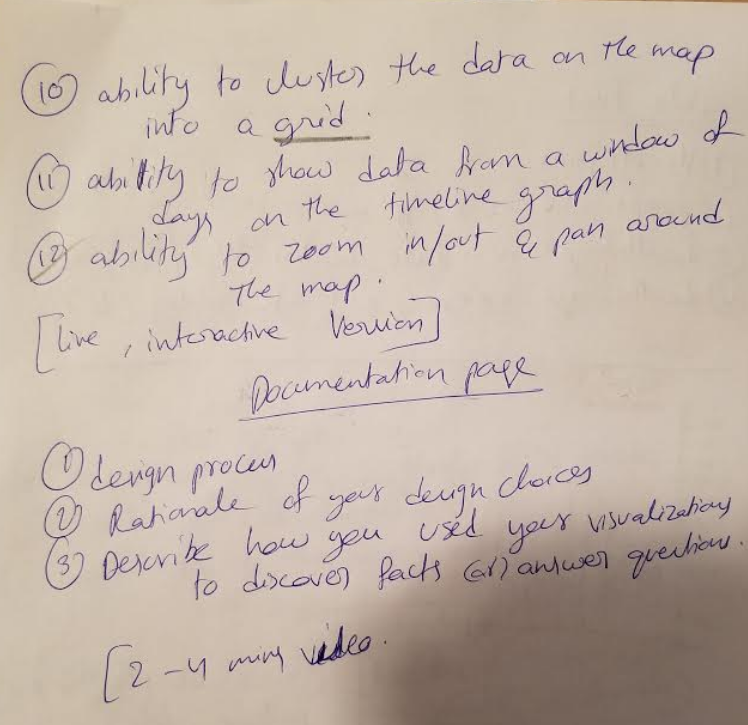 (10) ability to cluster the data on the map
into a grid.
(11) ability to show data from a window of
days on the timeline graph.
(12) ability to zoom in/out & pan around
the map.
[live, interactive Version]
Documentation page
(1) design process
(2) Rationale of your design choices
(3) Describe how you used your visualizations
to discover facts (or) answer questions.
[2-4 mins video.